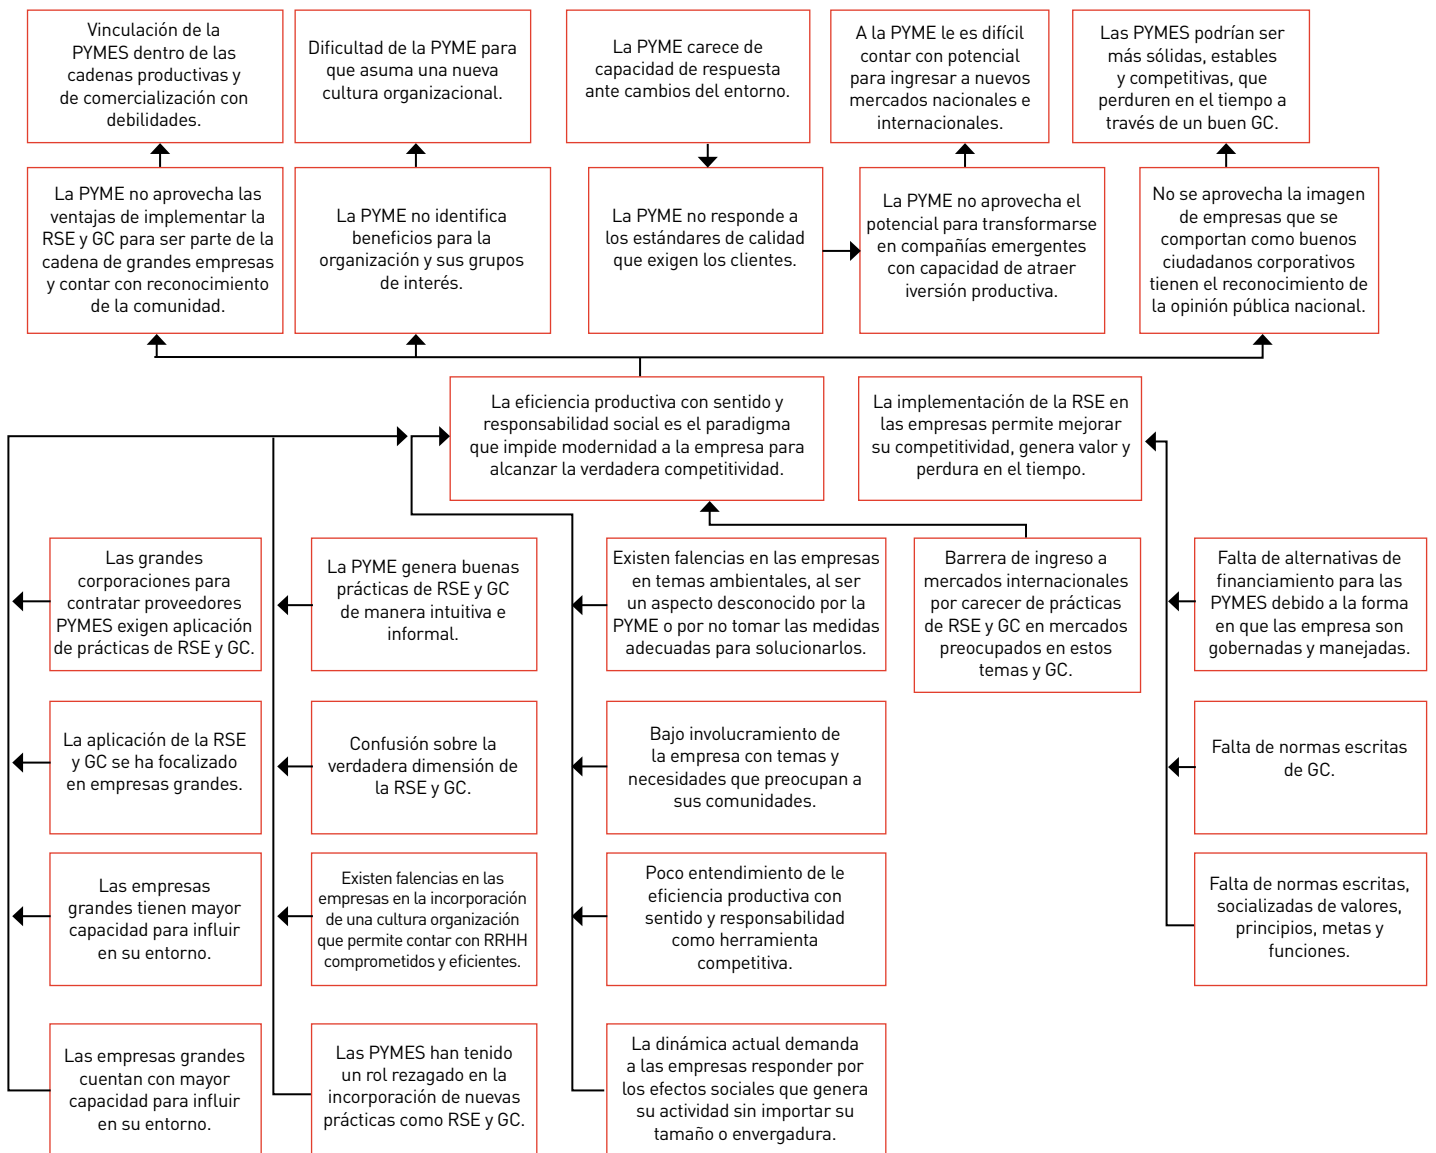 Vinculación de la
PYMES dentro de las
cadenas productivas y
de comercialización con
debilidades.
Dificultad de la PYME para
que asuma una nueva
cultura organizacional.
La PYME carece de
capacidad de respuesta
ante cambios del entorno.
A la PYME le es difícil
contar con potencial
para ingresar a nuevos
mercados nacionales e
internacionales.
Las PYMES podrían ser
más sólidas, estables
y competitivas, que
perduren en el tiempo a
través de un buen GC.
La PYME no aprovecha las
ventajas de implementar la
RSE y GC para ser parte de la
cadena de grandes empresas
y contar con reconocimiento
de la comunidad.
La PYME no identifica
beneficios para la
organización y sus grupos
de interés.
La PYME no responde a
los estándares de calidad
que exigen los clientes.
La PYME no aprovecha el
potencial para transformarse
en compañías emergentes
con capacidad de atraer
iversión productiva.
No se aprovecha la imagen
de empresas que se
comportan como buenos
ciudadanos corporativos
tienen el reconocimiento de
la opinión pública nacional.
La eficiencia productiva con sentido y
responsabilidad social es el paradigma
que impide modernidad a la empresa para
alcanzar la verdadera competitividad.
La implementación de la RSE en
las empresas permite mejorar
su competitividad, genera valor y
perdura en el tiempo.
Las grandes
corporaciones para
contratar proveedores
PYMES exigen aplicación
de prácticas de RSE y GC.
La PYME genera buenas
prácticas de RSE y GC
de manera intuitiva e
informal.
Existen falencias en las empresas
en temas ambientales, al ser
un aspecto desconocido por la
PYME o por no tomar las medidas
adecuadas para solucionarlos.
Barrera de ingreso a
mercados internacionales
por carecer de prácticas
de RSE y GC en mercados
preocupados en estos
temas y GC.
Falta de alternativas de
financiamiento para las
PYMES debido a la forma
en que las empresa son
gobernadas y manejadas.
La aplicación de la RSE
y GC se ha focalizado
en empresas grandes.
Confusión sobre la
verdadera dimensión de
la RSE y GC.
Bajo involucramiento de
la empresa con temas y
necesidades que preocupan a
sus comunidades.
Falta de normas escritas
de GC.
Las empresas
grandes tienen mayor
capacidad para influir
en su entorno.
Existen falencias en las
empresas en la incorporación
de una cultura organización
que permite contar con RRHH
comprometidos y eficientes.
Poco entendimiento de le
eficiencia productiva con
sentido y responsabilidad
como herramienta
competitiva.
Falta de normas escritas,
socializadas de valores,
principios, metas y
funciones.
Las empresas grandes
cuentan con mayor
capacidad para influir
en su entorno.
Las PYMES han tenido
un rol rezagado en la
incorporación de nuevas
prácticas como RSE y GC.
La dinámica actual demanda
a las empresas responder por
los efectos sociales que genera
su actividad sin importar su
tamaño o envergadura.